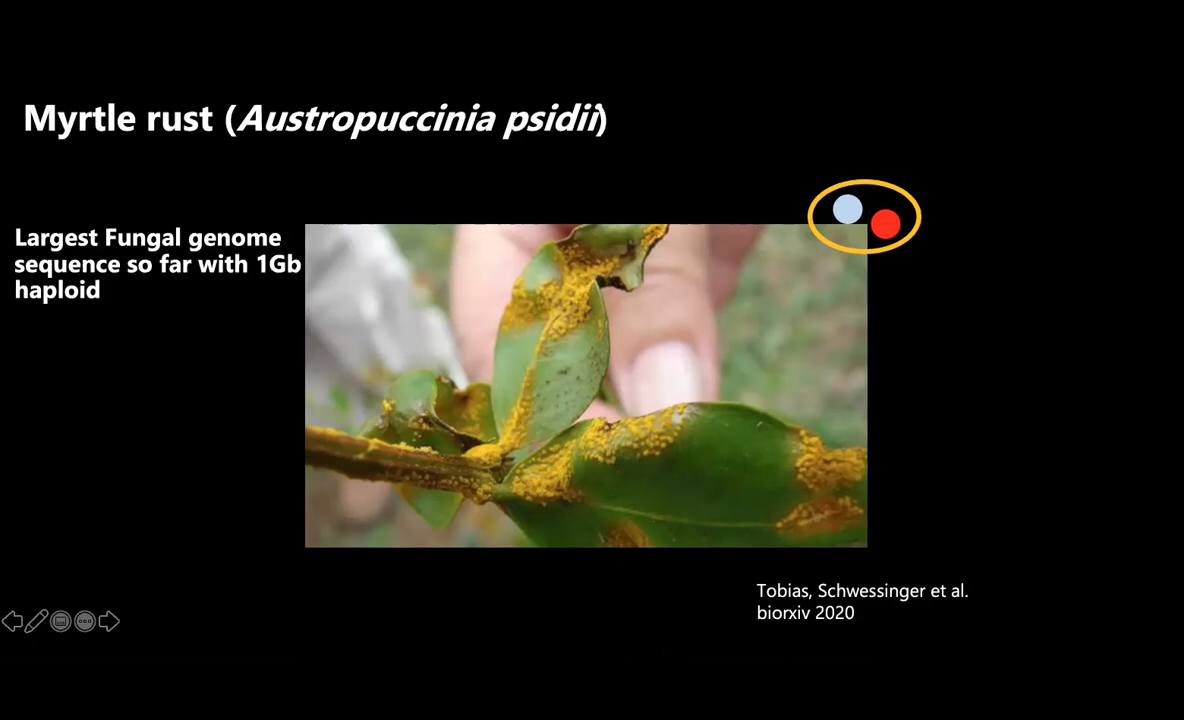 Myrtle rust (Austropuccinia psidii)
Largest Fungal genome
sequence so far with 1Gb
haploid
Tobias, Schwessinger et al.
biorxiv 2020